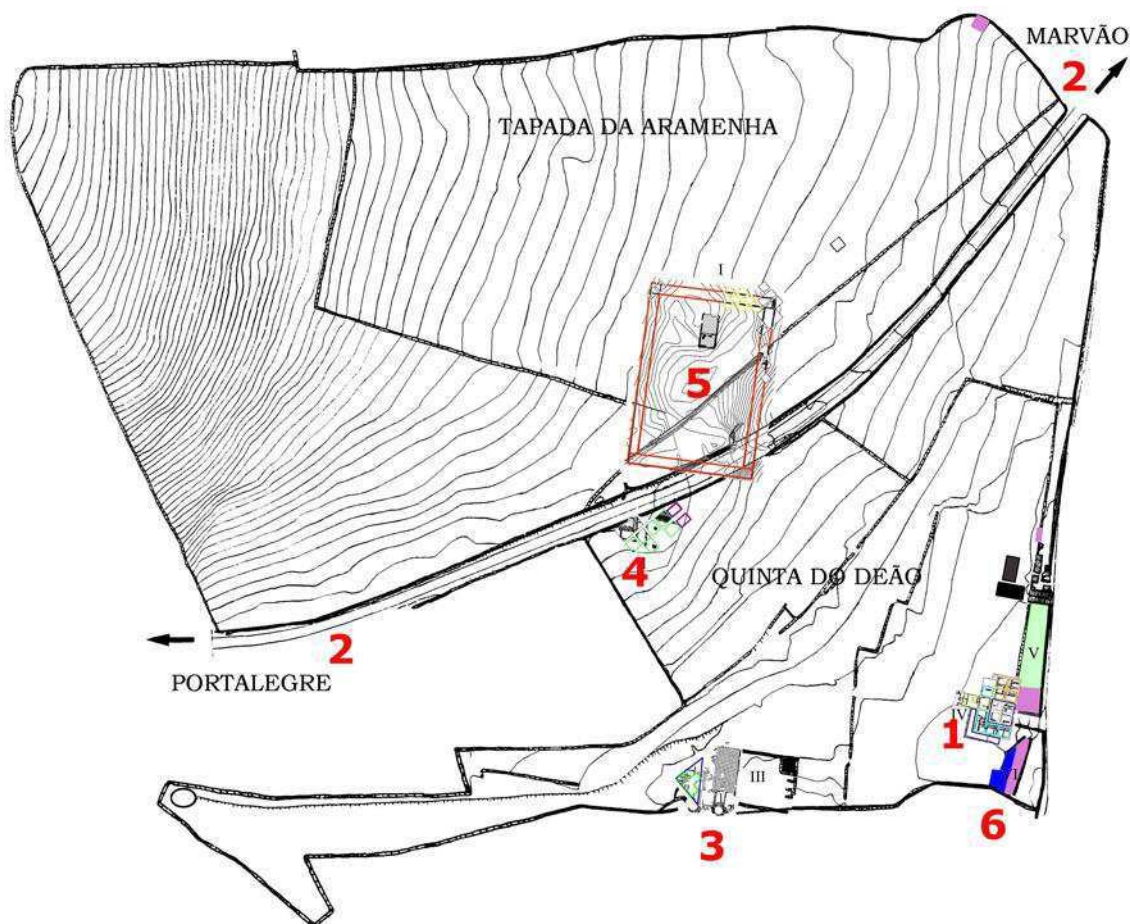 MARVÃO
2
TAPADA DA ARAMENHA
I
5
4
QUINTA DO DEÃO
2
PORTALEGRE
V
IV
1
III
I
3
6